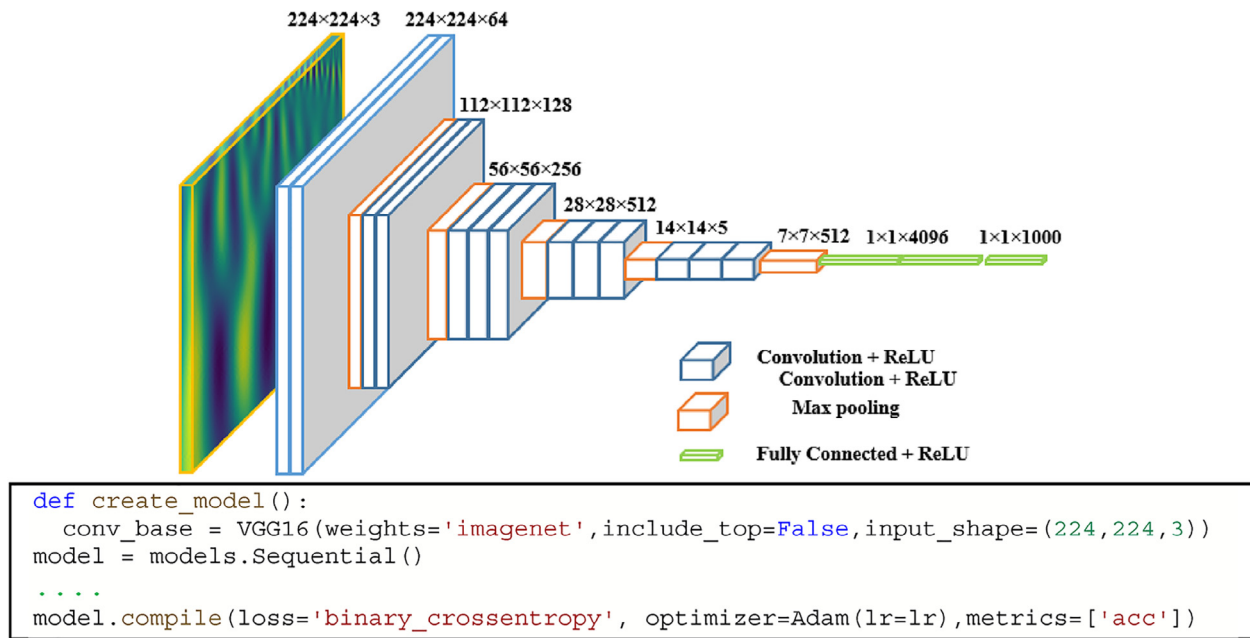 224×224×3
224×224×64
112×112×128
56×56×256
28×28×512
14×14×5
7×7×512
1×1×4096
1×1×1000
Convolution + ReLU
Convolution + ReLU
Max pooling
Fully Connected + ReLU
def create_model():
  conv_base = VGG16(weights='imagenet',include_top=False,input_shape=(224,224,3))
model = models.Sequential()
....
model.compile(loss='binary_crossentropy', optimizer=Adam(lr=lr),metrics=['acc'])